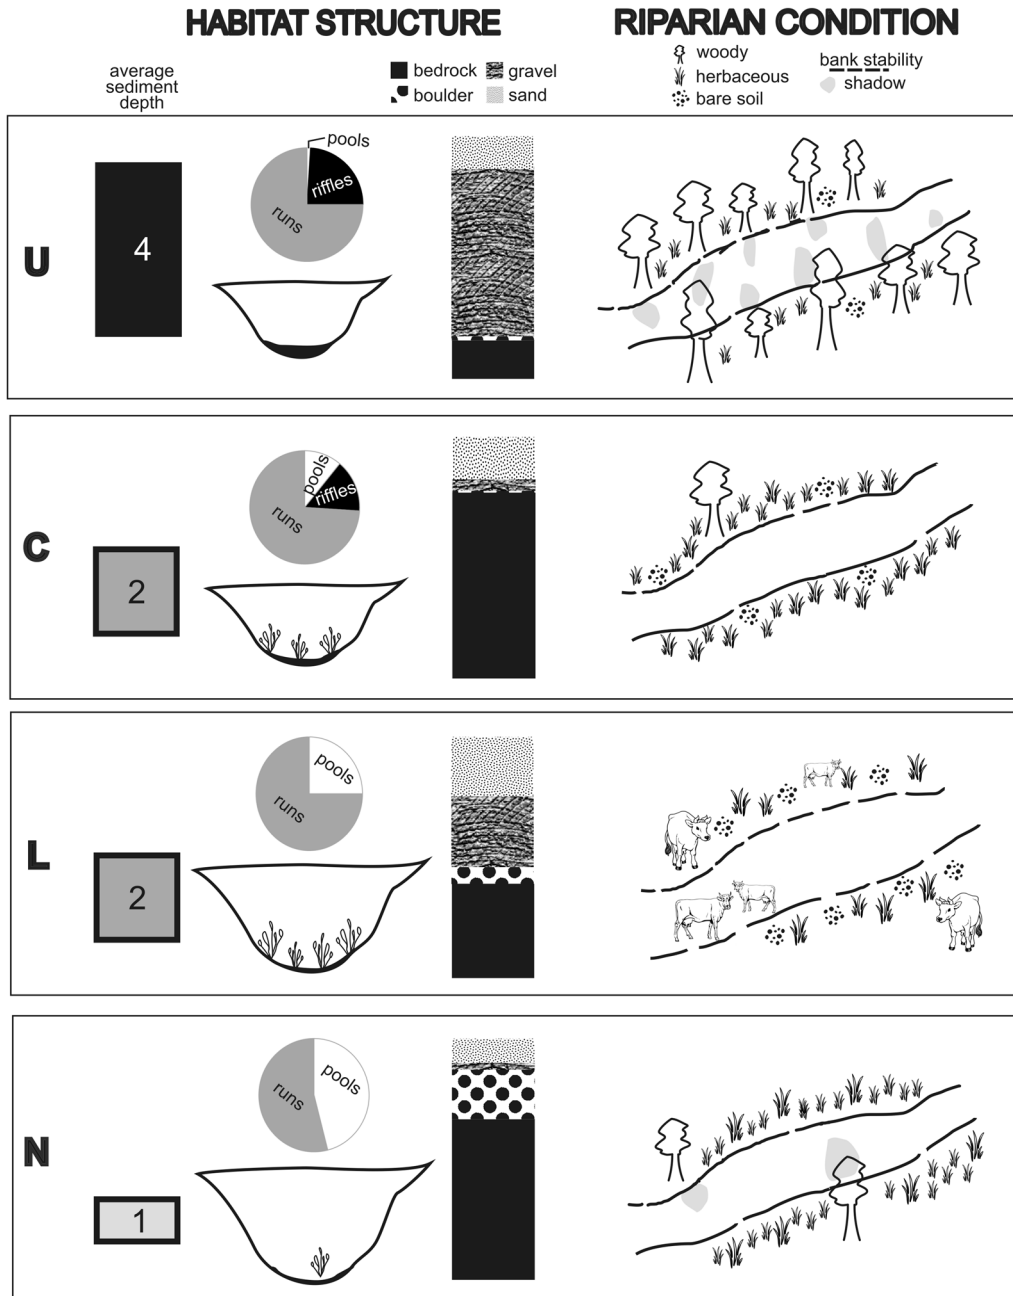 HABITAT STRUCTURE
RIPARIAN CONDITION
average
sediment
depth
bedrock
gravel
boulder
sand
woody
herbaceous
bare soil
bank stability
shadow
U
4
pools
riffles
runs
C
2
pools
riffles
runs
L
2
pools
runs
N
1
pools
runs